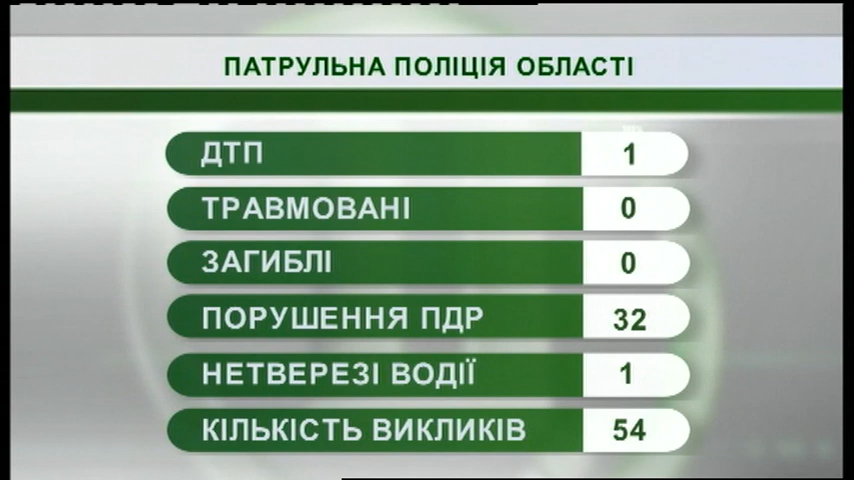 ПАТРУЛЬНА ПОЛІЦІЯ ОБЛАСТІ
ДТП 1
ТРАВМОВАНІ 0
ЗАГИБЛІ 0
ПОРУШЕННЯ ПДР 32
НЕТВЕРЕЗІ ВОДІЇ 1
КІЛЬКІСТЬ ВИКЛИКІВ 54